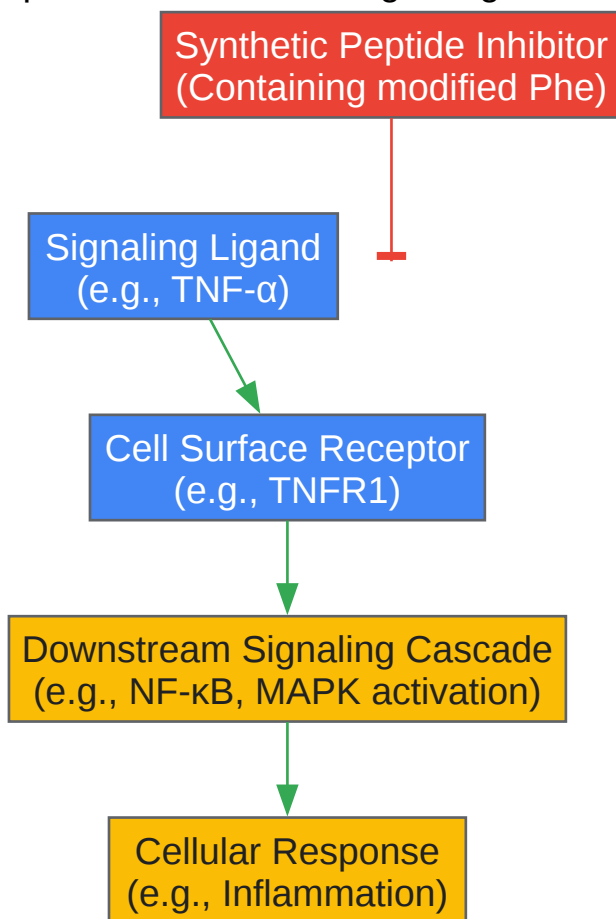 Synthetic Peptide Inhibitor
(Containing modified Phe)
Signaling Ligand
(e.g., TNF-α)
Cell Surface Receptor
(e.g., TNFR1)
Downstream Signaling Cascade
(e.g., NF-κB, MAPK activation)
Cellular Response
(e.g., Inflammation)